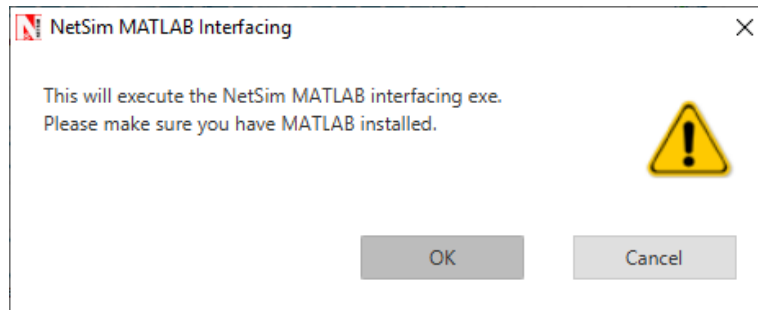 NetSim MATLAB Interfacing
This will execute the NetSim MATLAB interfacing exe.
Please make sure you have MATLAB installed.
OK
Cancel